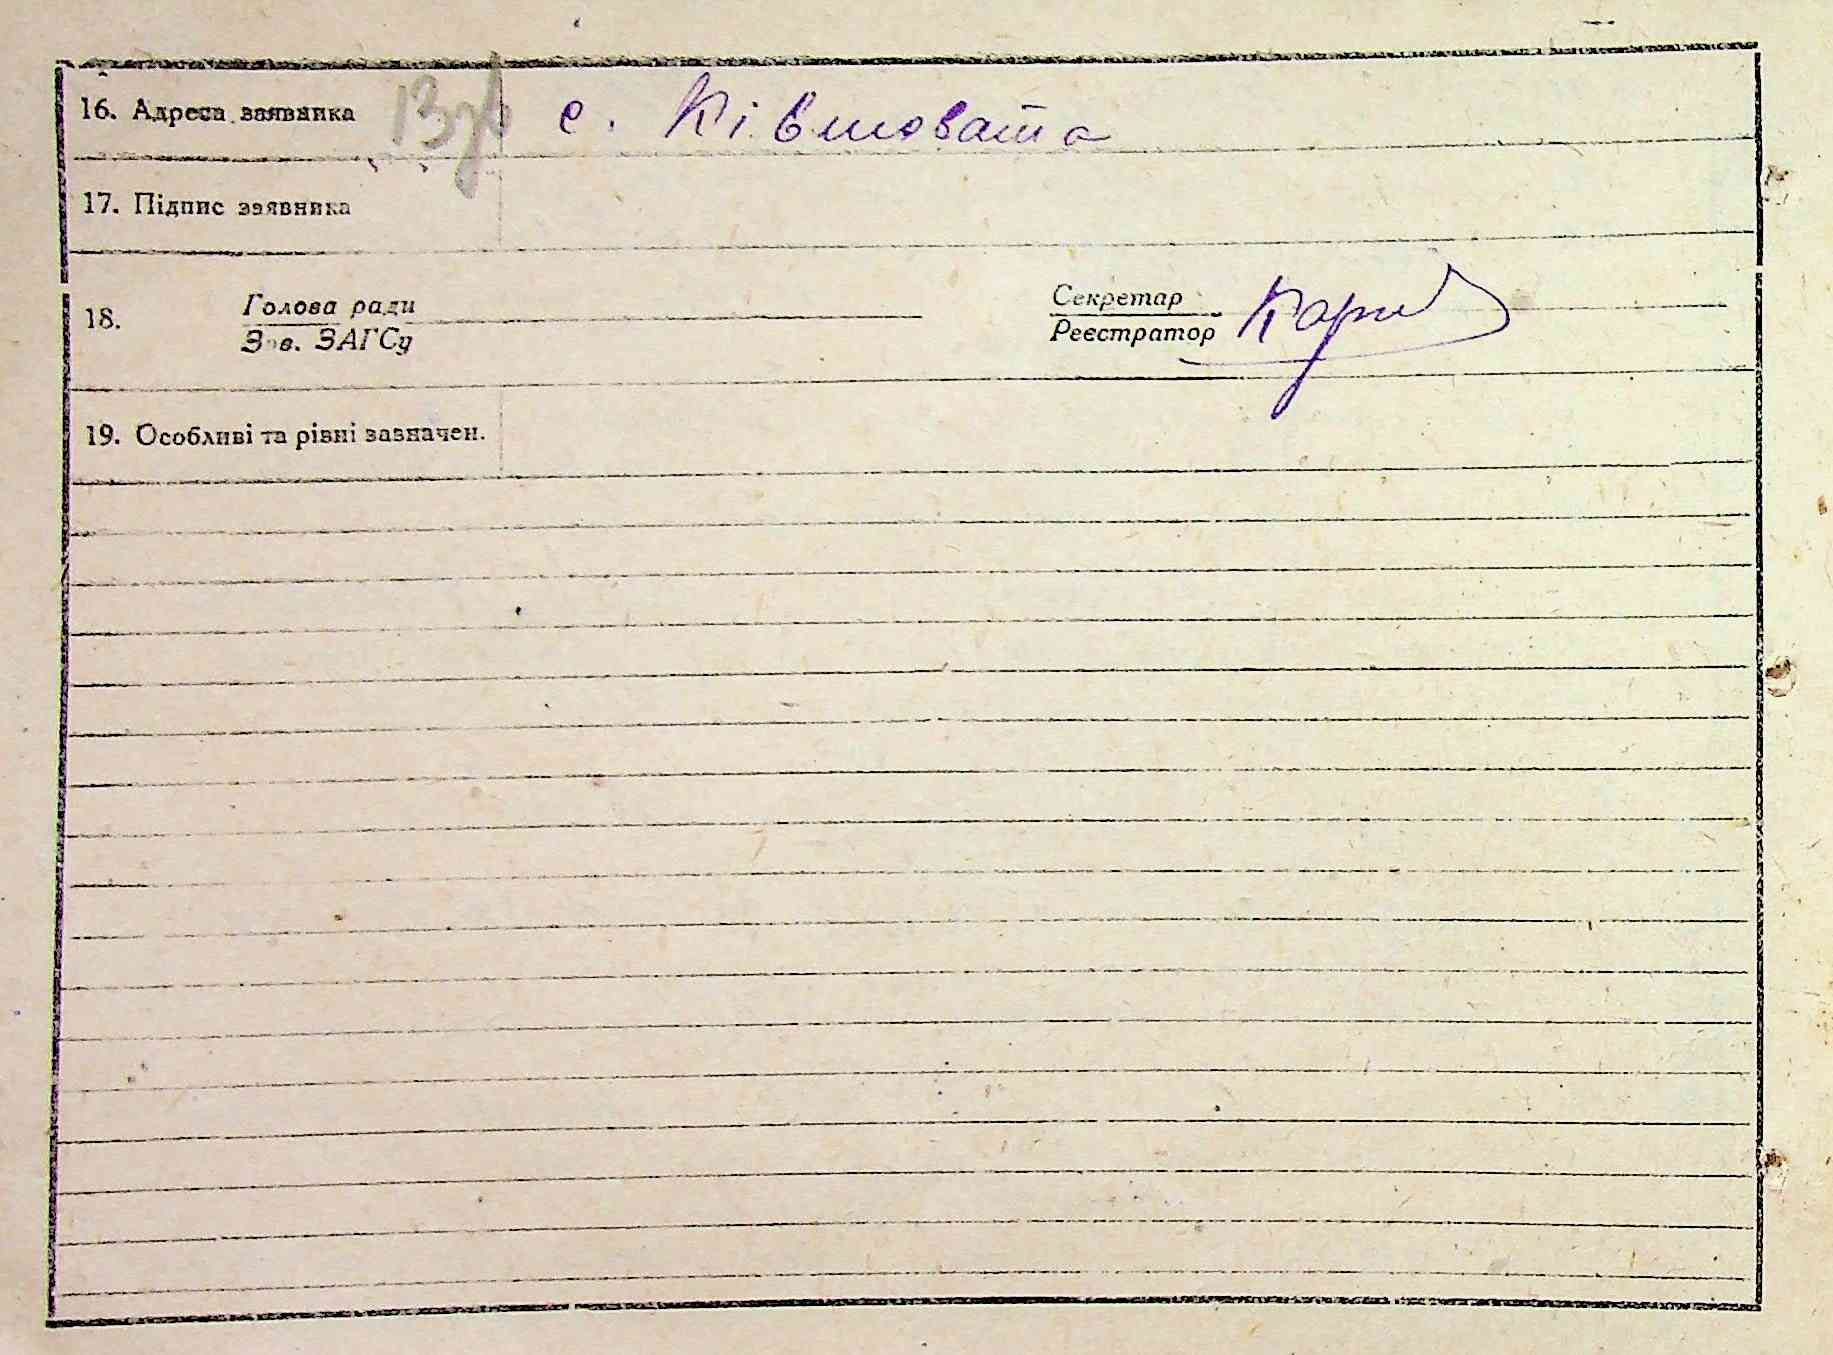 16. Адреса заявника 13зв с. Ківшовата
17. Підпис заявника
18. Голова ради Секретар
Зав. ЗАГСу Реєстратор
19. Особливі та рівні зазначен.